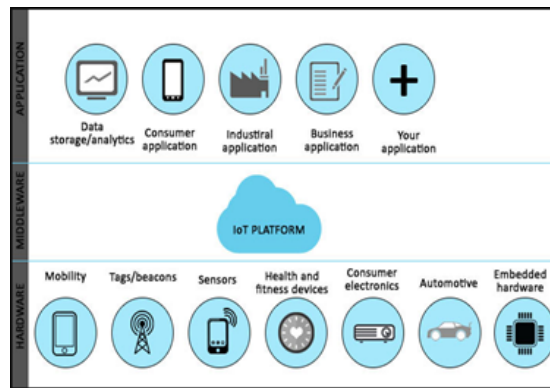 APPLICATION
Data
storage/analytics
Consumer
application
Industiral
application
Business
application
Your
application
MIDDLEWARE
IoT PLATFORM
HARDWARE
Mobility
Tags/beacons
Sensors
Health and
fitness devices
Consumer
electronics
Automotive
Embedded
hardware